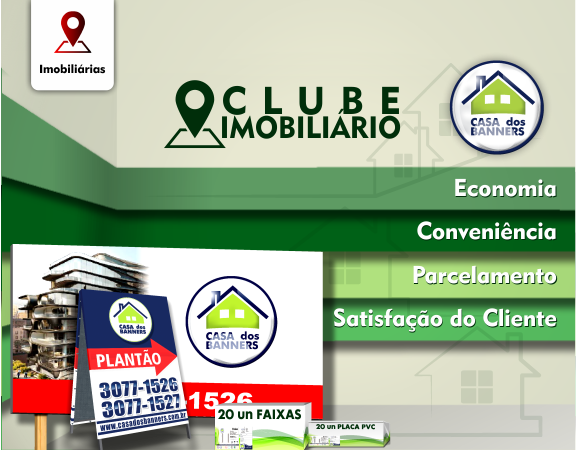 Imobiliárias
CLUBE
IMOBILIÁRIO
CASA dos
BANNERS
Economia
Conveniência
Parcelamento
Satisfação do Cliente
CASA dos
BANNERS
CASA dos
BANNERS
PLANTÃO
3077-1526
3077-1527
www.casadosbanners.com.br
1526
20 un FAIXAS
20 un PLACA PVC